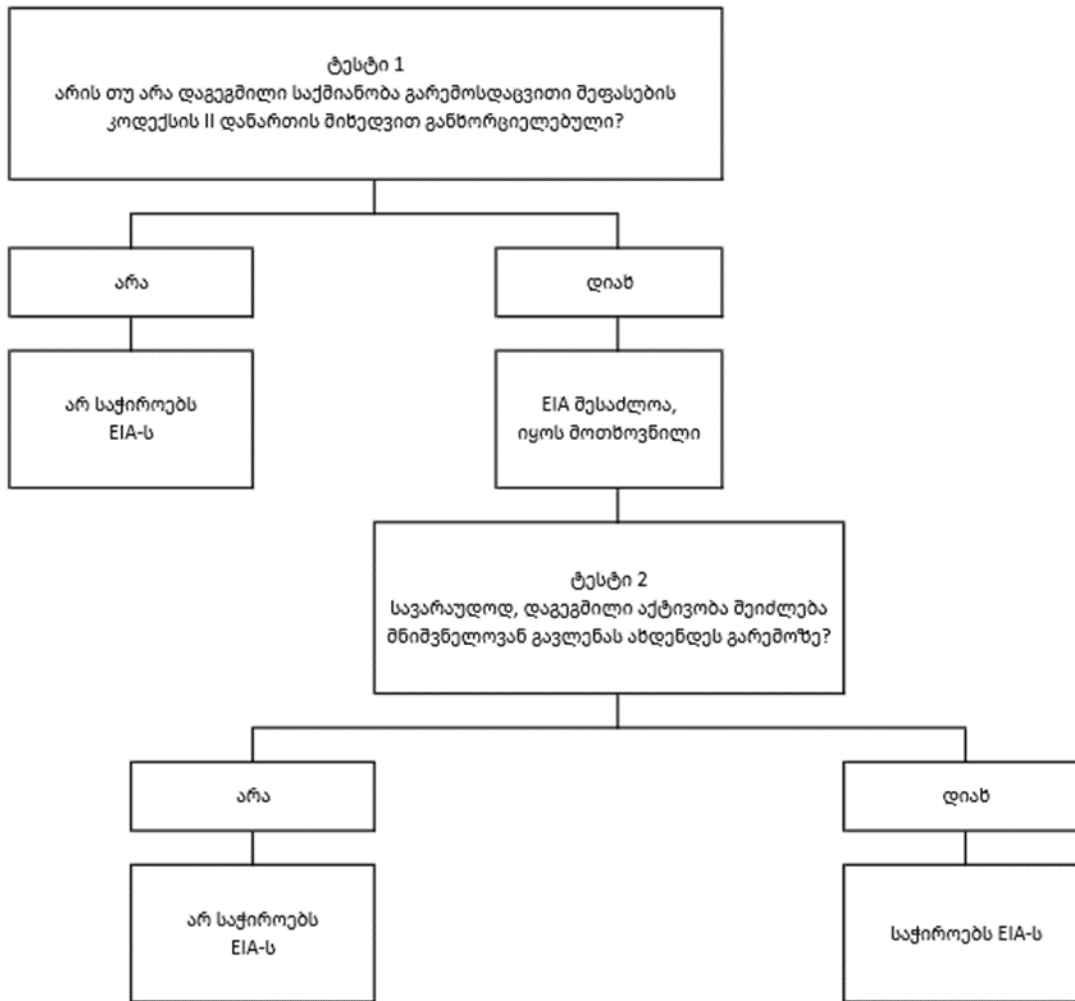 ტესტი 1
არის თუ არა დაგეგმილი საქმიანობა გარემოსდაცვითი შეფასების
კოდექსის II დანართის მიხედვით განხორციელებული?
არა
დიახ
არ საჭიროებს
EIA-ს
EIA შესაძლოა,
იყოს მოთხოვნილი
ტესტი 2
სავარაუდოდ, დაგეგმილი აქტივობა შეიძლება
მნიშვნელოვან გავლენას ახდენდეს გარემოზე?
არა
დიახ
არ საჭიროებს
EIA-ს
საჭიროებს EIA-ს